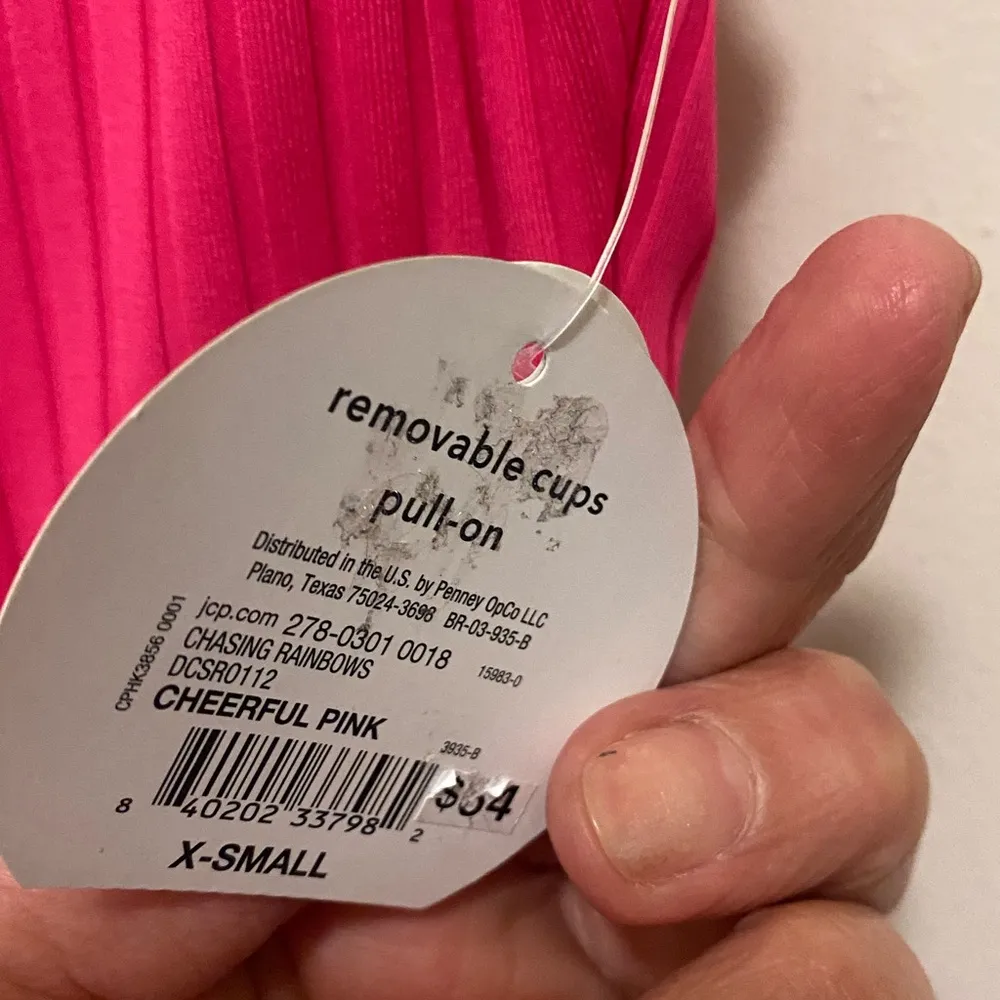 removable cups
pull-on
Distributed in the U.S. by Penney OpCo LLC
Plano, Texas 75024-3698 BR-03-935-B
jcp.com 278-0301 0018
15983-0
CHASING RAINBOWS
DCSR0112
CHEERFUL PINK
CPHK3856 0001
3935-B
8 40202 33798 2
X-SMALL